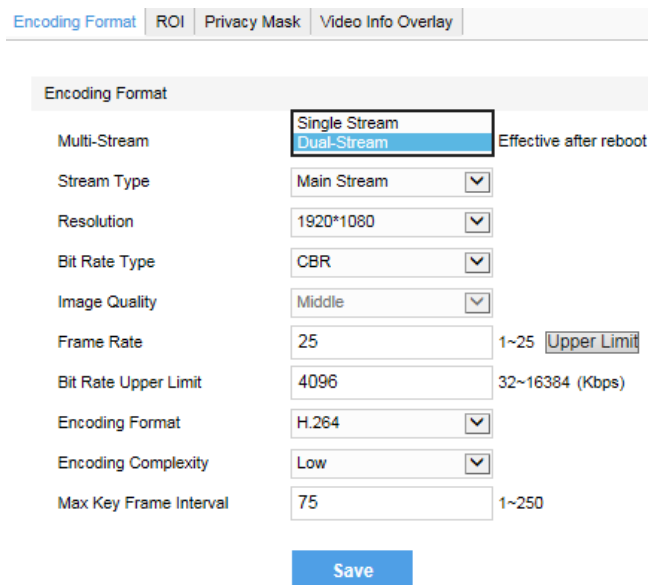 Encoding Format ROI Privacy Mask Video Info Overlay
Encoding Format
Single Stream
Multi-Stream Dual-Stream Effective after reboot
Stream Type Main Stream
Resolution 1920*1080
Bit Rate Type CBR
Image Quality Middle
Frame Rate 25 1~25 Upper Limit
Bit Rate Upper Limit 4096 32~16384 (Kbps)
Encoding Format H.264
Encoding Complexity Low
Max Key Frame Interval 75 1~250
Save